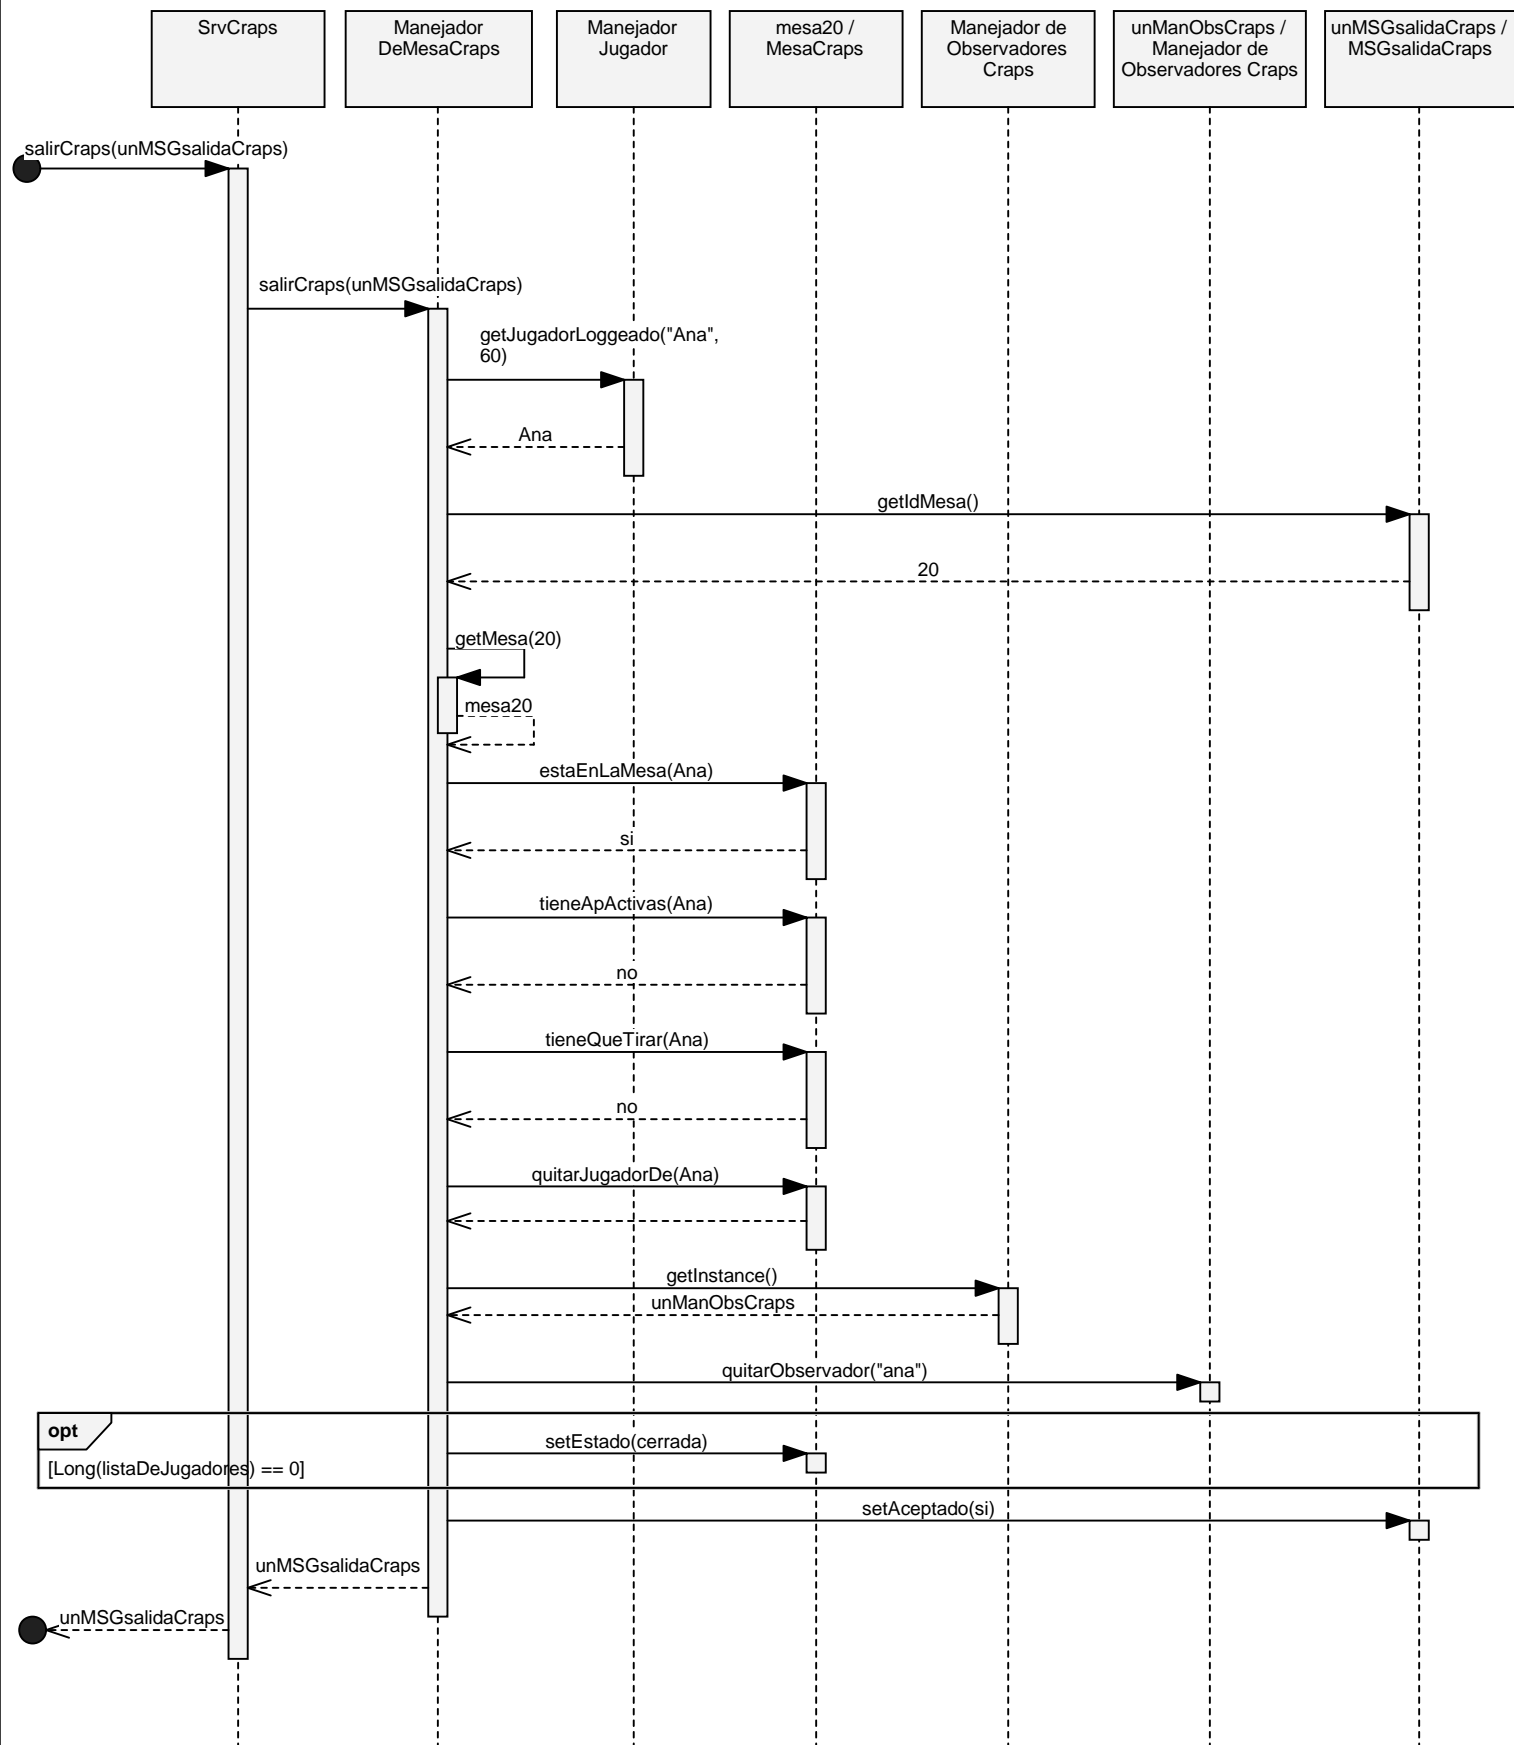 SrvCraps
Manejador
DeMesaCraps
Manejador
Jugador
mesa20 /
MesaCraps
Manejador de
Observadores
Craps
unManObsCraps /
Manejador de
Observadores Craps
unMSGsalidaCraps /
MSGsalidaCraps
salirCraps(unMSGsalidaCraps)
salirCraps(unMSGsalidaCraps)
getJugadorLoggeado("Ana",
60)
Ana
getIdMesa()
20
getMesa(20)
mesa20
estaEnLaMesa(Ana)
si
tieneApActivas(Ana)
no
tieneQueTirar(Ana)
no
quitarJugadorDe(Ana)
getInstance()
unManObsCraps
quitarObservador("ana")
opt
setEstado(cerrada)
[Long(listaDeJugadores) == 0]
setAceptado(si)
unMSGsalidaCraps
unMSGsalidaCraps